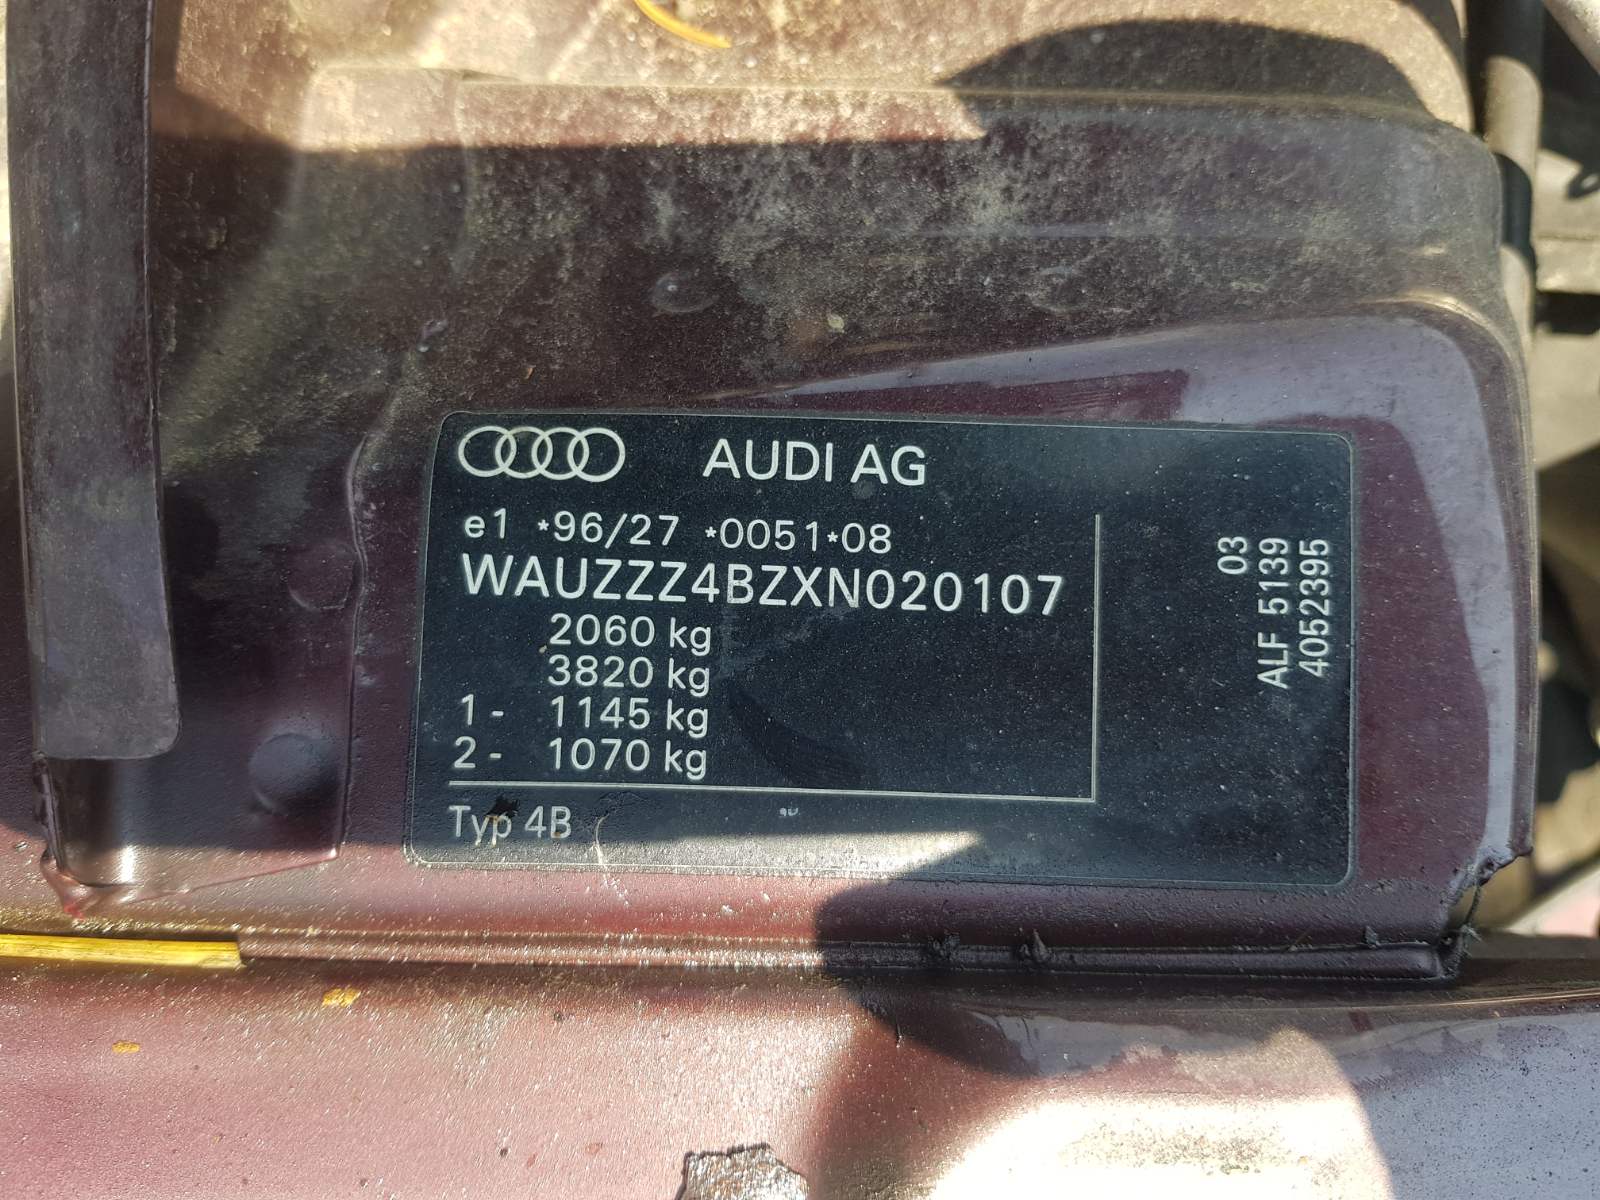 AUDI AG
e1 *96/27 *0051*08
WAUZZZ4BZXN020107
2060 kg
3820 kg
1- 1145 kg
2- 1070 kg
Typ 4B
03
ALF 5139
4052395